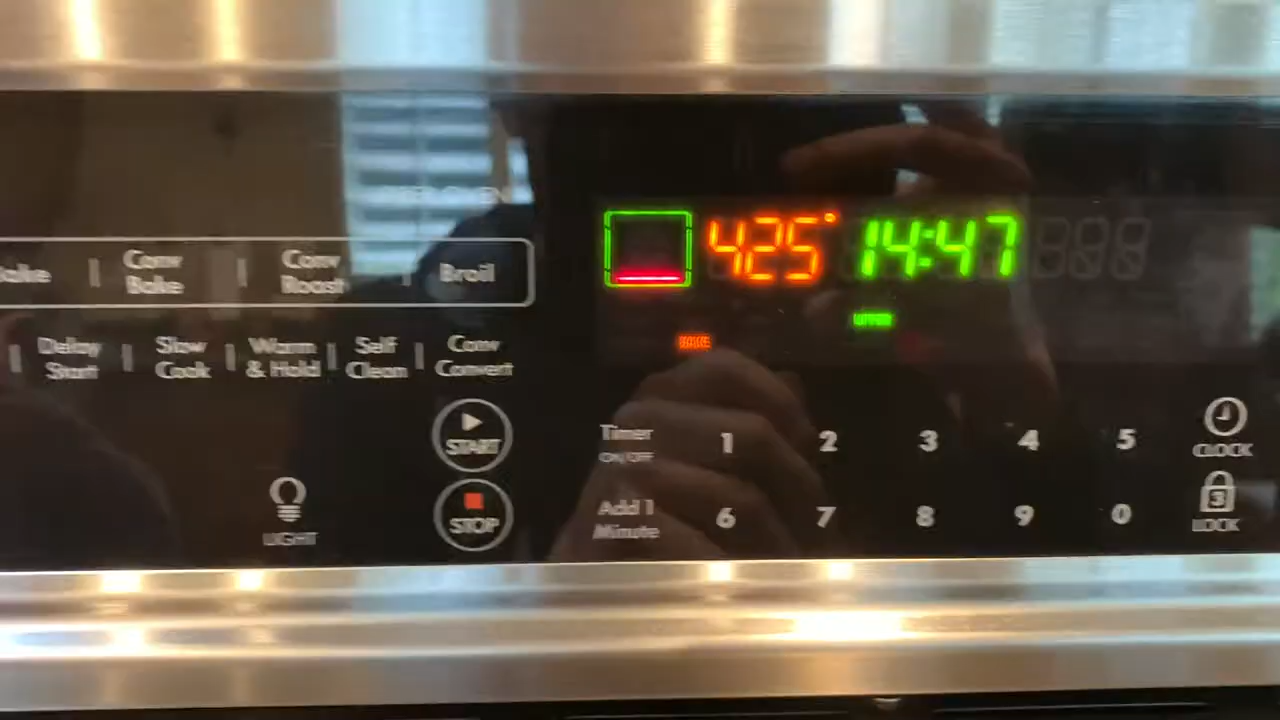 425° 14:47
BAKE
Conv Bake
Conv Roast
Broil
Delay Start
Slow Cook
Warm & Hold
Self Clean
Conv Convert
START
STOP
LIGHT
Timer ON/OFF
1 2 3 4 5
CLOCK
Add 1 Minute
6 7 8 9 0
3
LOCK